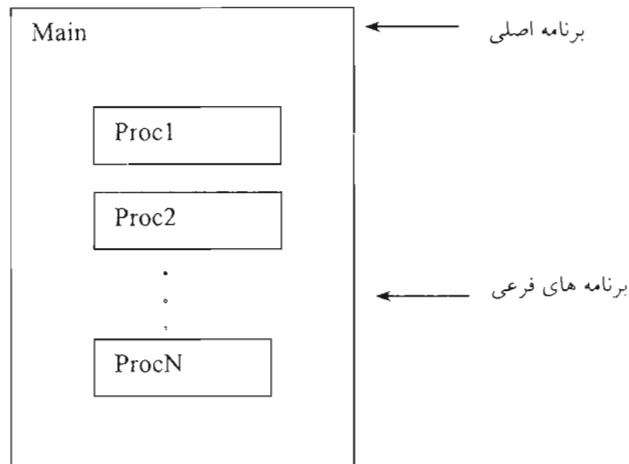 Main
برنامه اصلی
Proc1
Proc2
برنامه های فرعی
ProcN